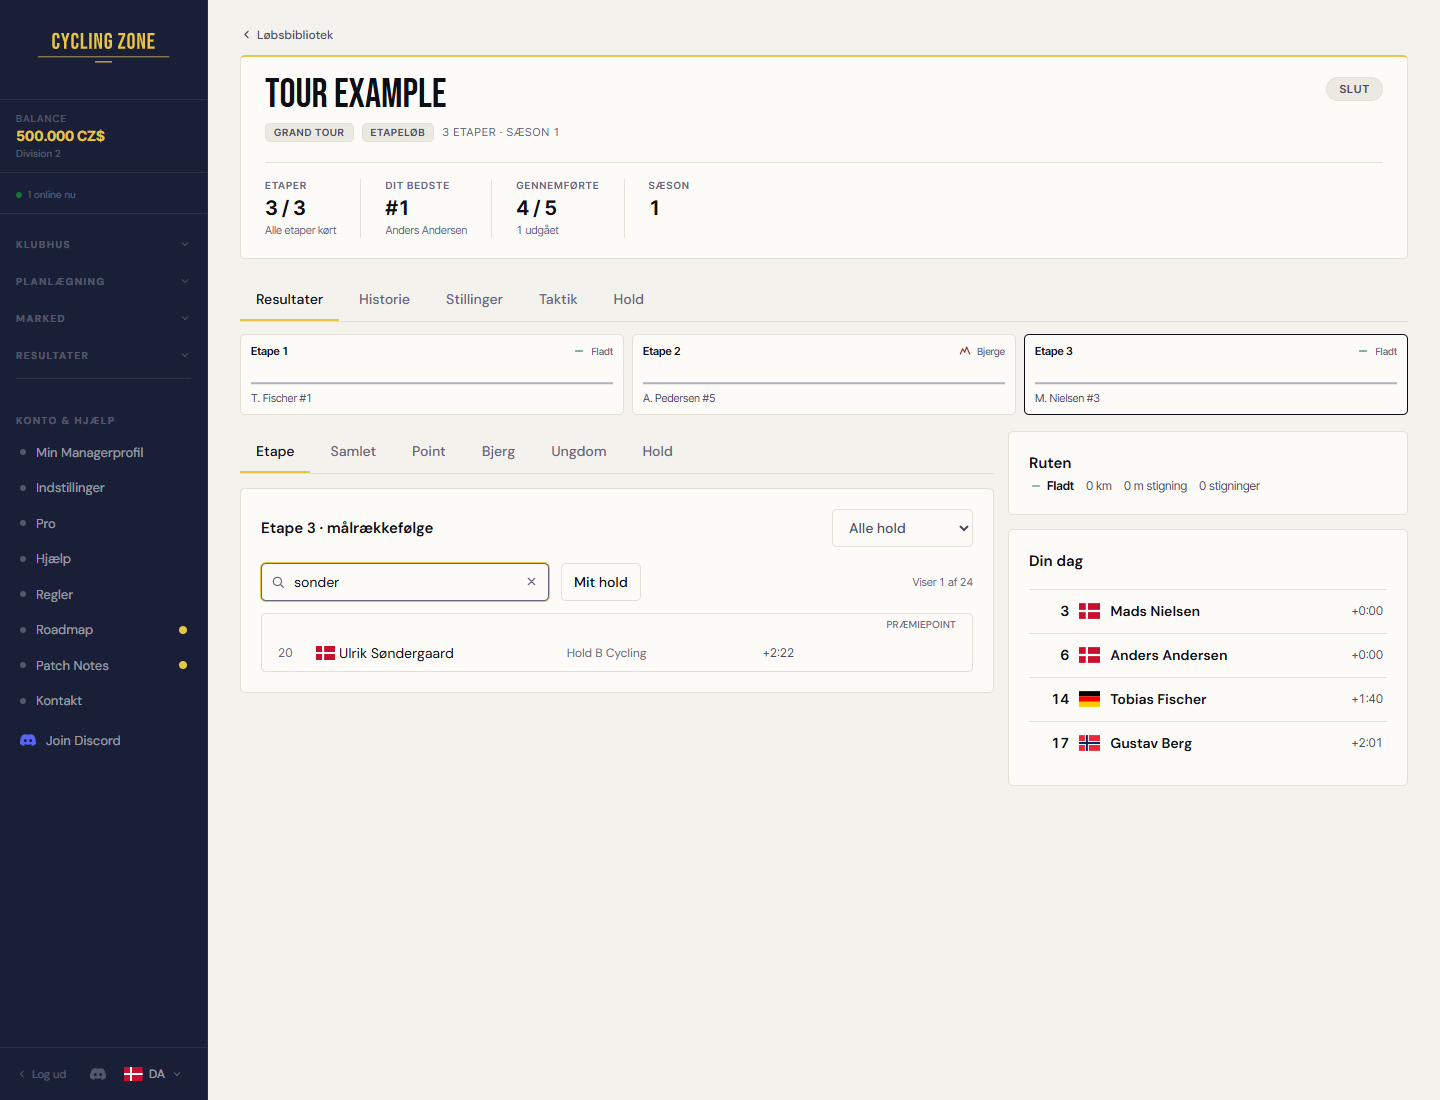 CYCLING ZONE
BALANCE
500.000 CZ$
Division 2
1 online nu
KLUBHUS
PLANLÆGNING
MARKED
RESULTATER
KONTO & HJÆLP
Min Managerprofil
Indstillinger
Pro
Hjælp
Regler
Roadmap
Patch Notes
Kontakt
Join Discord
Log ud
DA
Løbsbibliotek
TOUR EXAMPLE
SLUT
GRAND TOUR ETAPELØB 3 ETAPER · SÆSON 1
ETAPER DIT BEDSTE GENNEMFØRTE SÆSON
3 / 3 #1 4 / 5 1
Alle etaper kørt Anders Andersen 1 udgået
Resultater Historie Stillinger Taktik Hold
Etape 1 Fladt
T. Fischer #1
Etape 2 Bjerge
A. Pedersen #5
Etape 3 Fladt
M. Nielsen #3
Etape Samlet Point Bjerg Ungdom Hold
Etape 3 · målrækkefølge Alle hold
sonder Mit hold Viser 1 af 24
PRÆMIEPOINT
20 Ulrik Søndergaard Hold B Cycling +2:22
Ruten
Fladt 0 km 0 m stigning 0 stigninger
Din dag
3 Mads Nielsen +0:00
6 Anders Andersen +0:00
14 Tobias Fischer +1:40
17 Gustav Berg +2:01